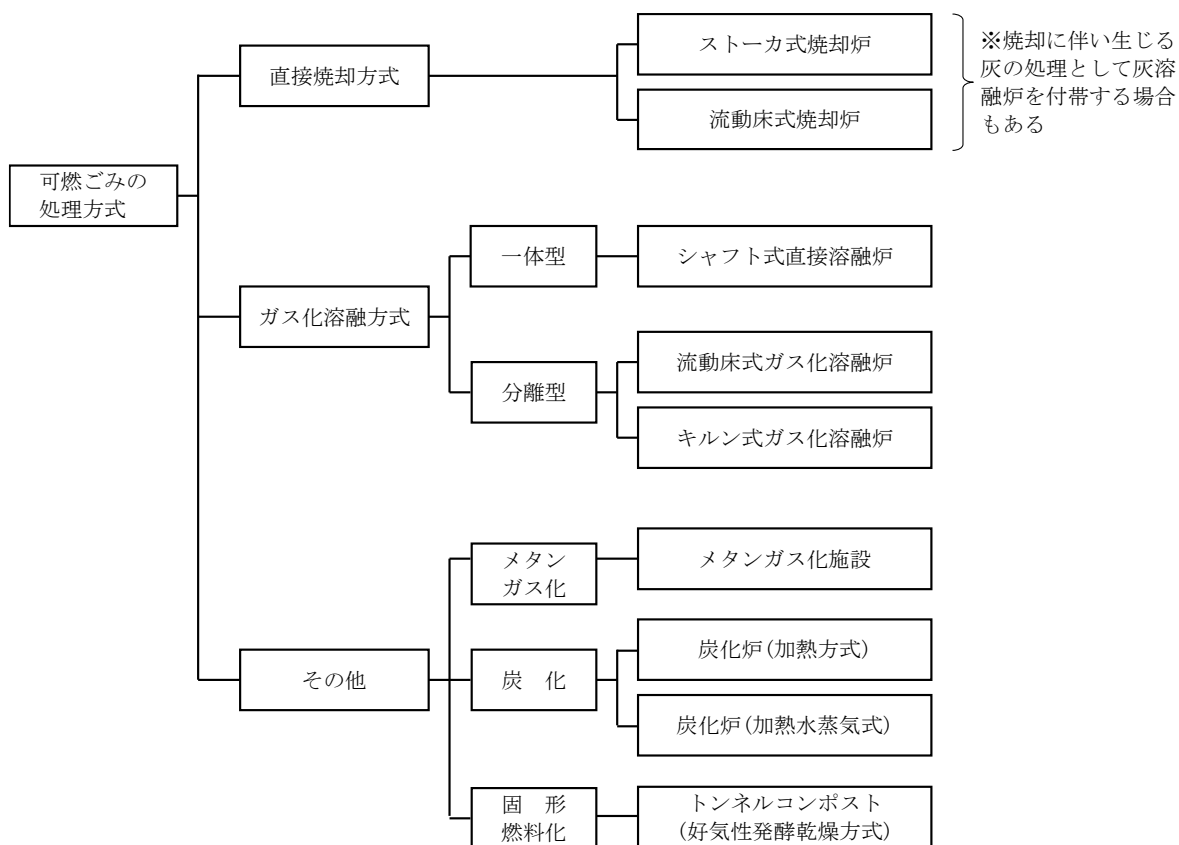 可燃ごみの
処理方式
直接焼却方式
ストーカ式焼却炉
流動床式焼却炉
※焼却に伴い生じる
灰の処理として灰溶
融炉を付帯する場合
もある
ガス化溶融方式
一体型
シャフト式直接溶融炉
分離型
流動床式ガス化溶融炉
キルン式ガス化溶融炉
その他
メタン
ガス化
メタンガス化施設
炭　化
炭化炉(加熱方式)
炭化炉(加熱水蒸気式)
固　形
燃料化
トンネルコンポスト
(好気性発酵乾燥方式)